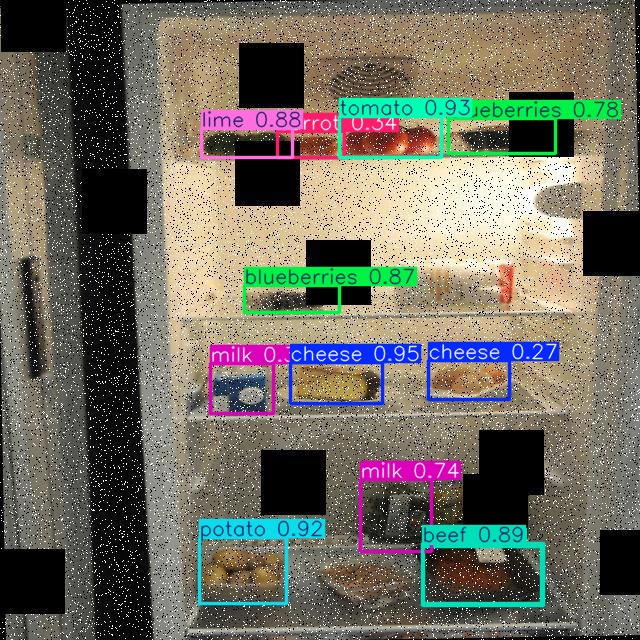 lime 0.88
rrot 0.34
tomato 0.93
ueberries 0.78
blueberries 0.87
milk 0.3
cheese 0.95
cheese 0.27
milk 0.74
potato 0.92
beef 0.89